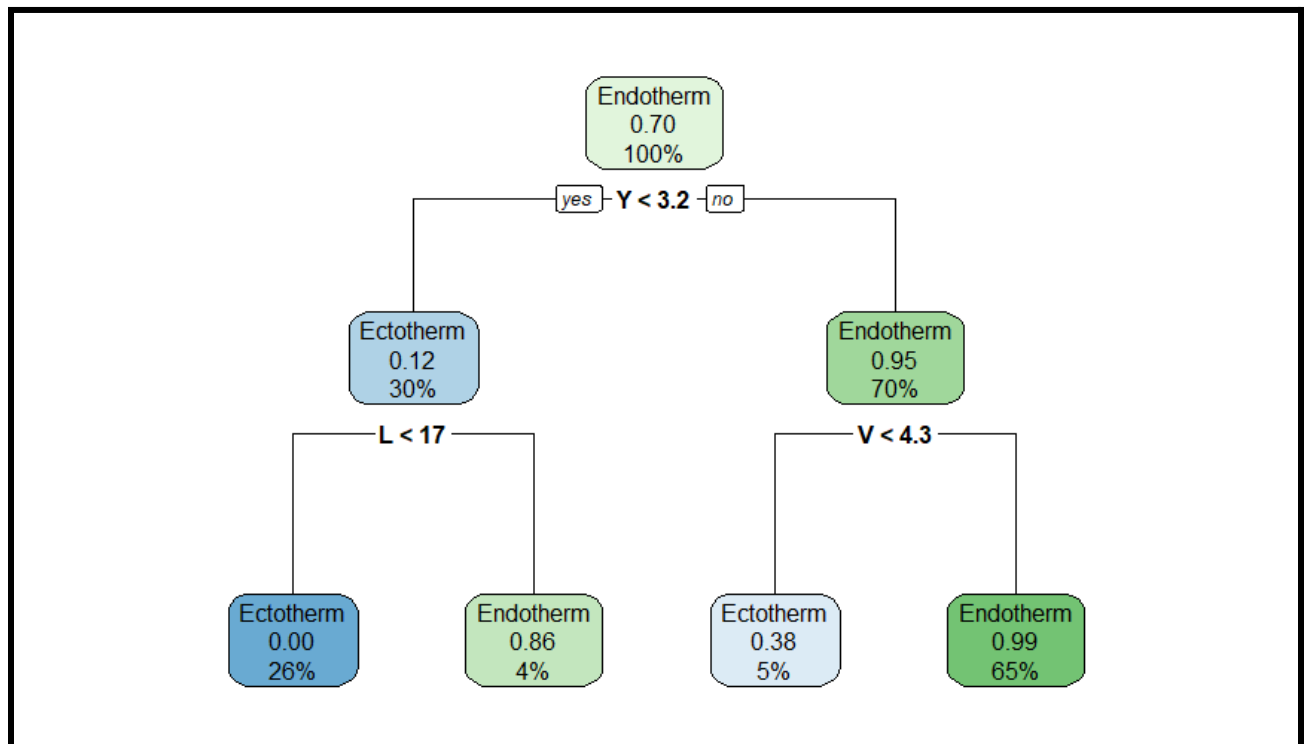 Endotherm
0.70
100%
yes Y < 3.2 no
Ectotherm
0.12
30%
Endotherm
0.95
70%
L < 17
V < 4.3
Ectotherm
0.00
26%
Endotherm
0.86
4%
Ectotherm
0.38
5%
Endotherm
0.99
65%